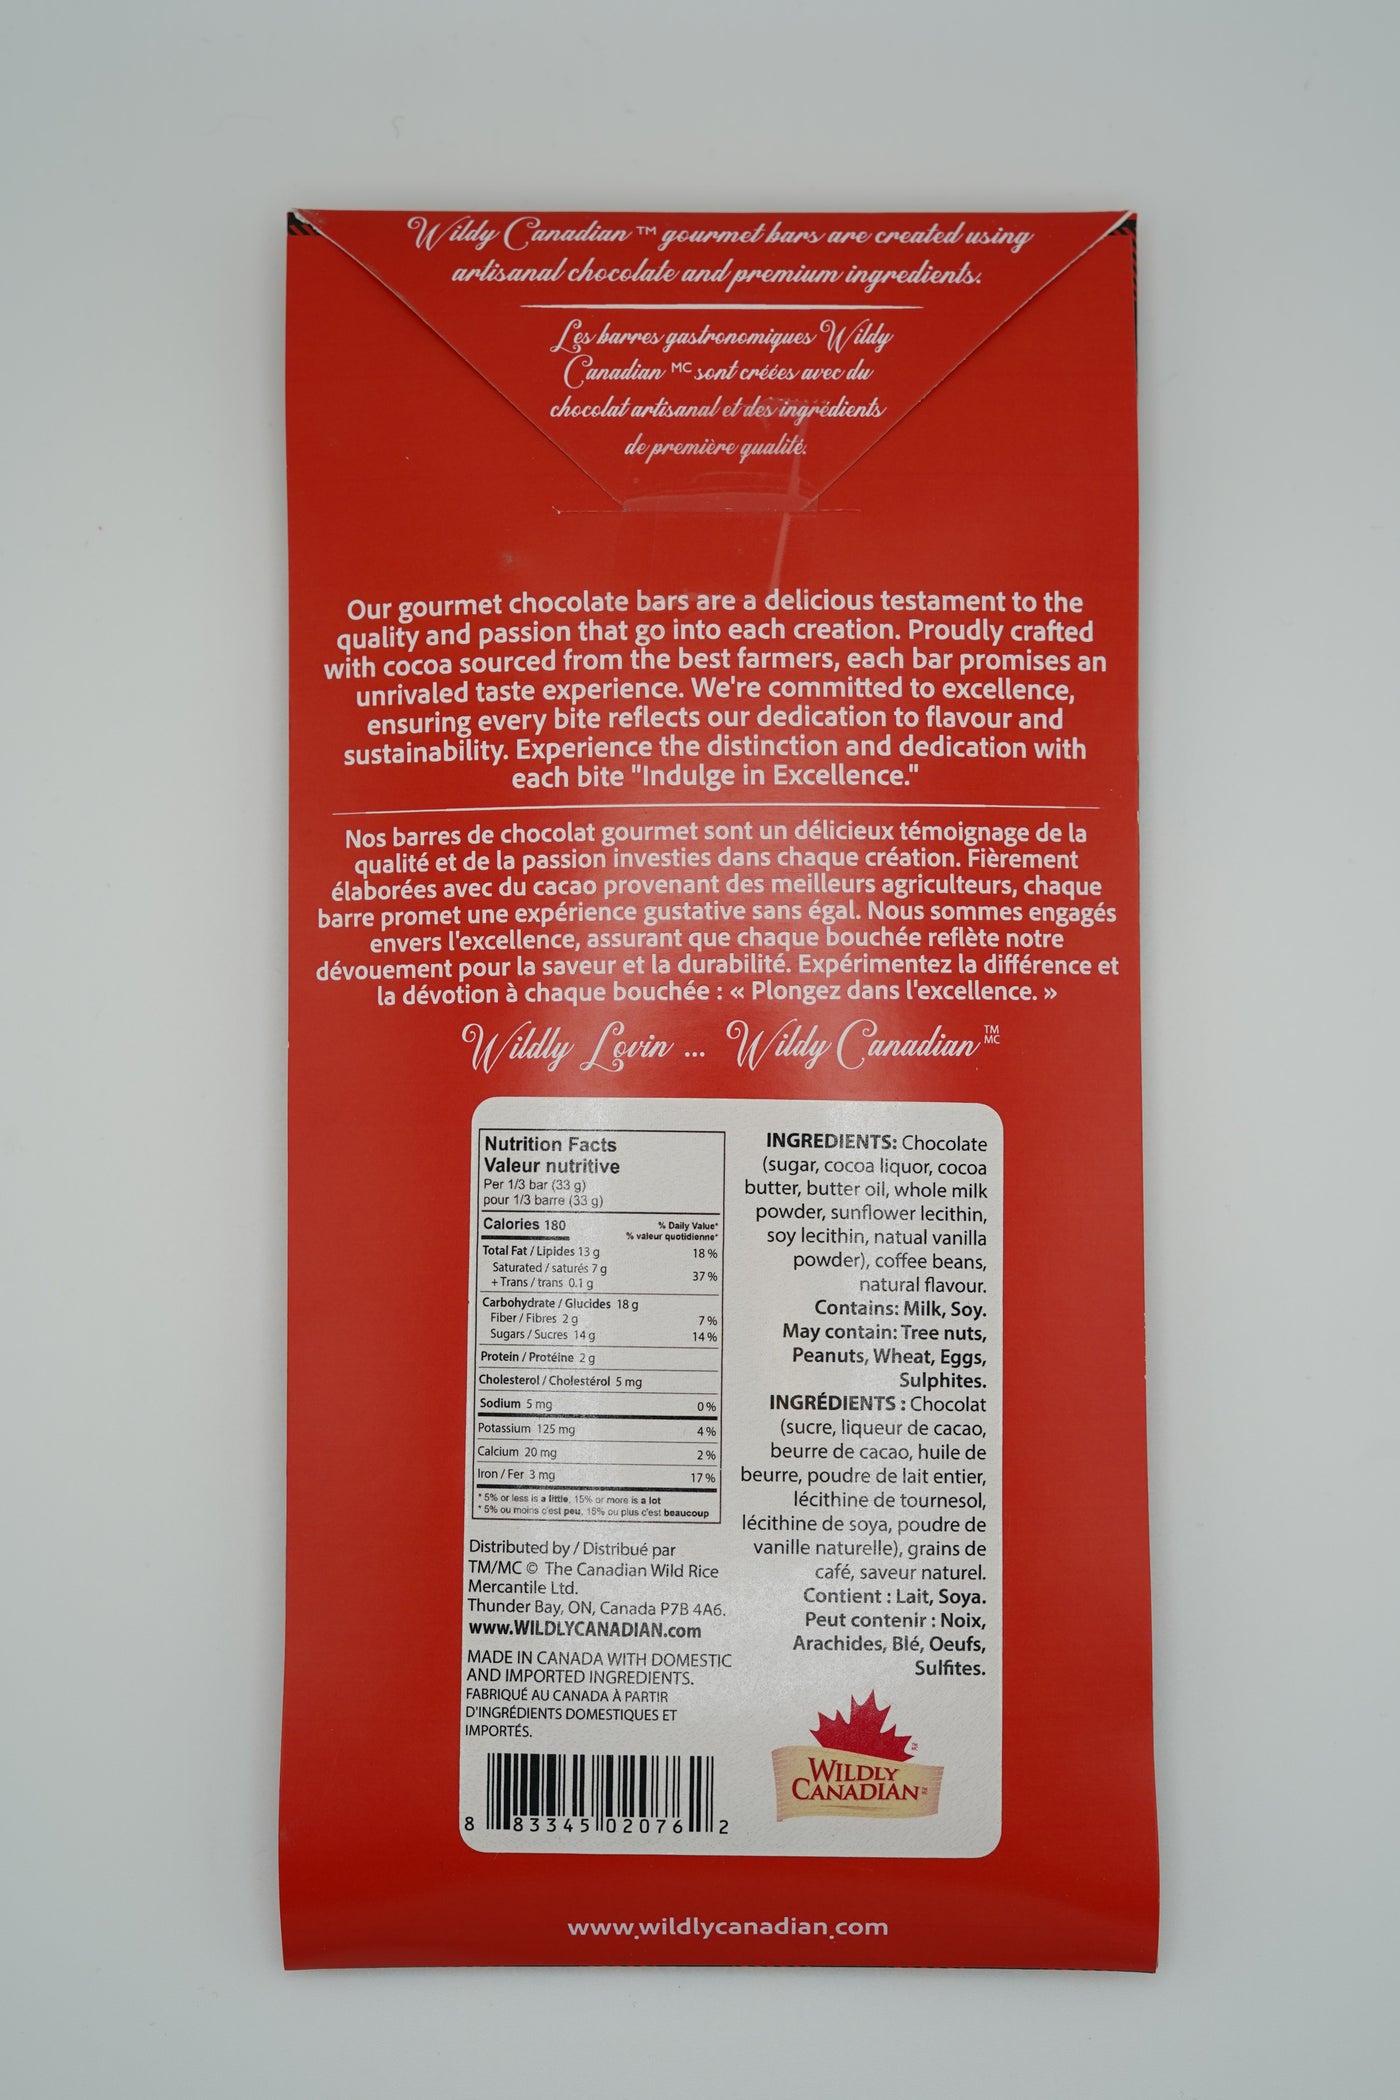 Wildy Canadian ™ gourmet bars are created using
artisanal chocolate and premium ingredients.
Les barres gastronomiques Wildy
Canadian MC sont créées avec du
chocolat artisanal et des ingrédients
de première qualité.
Our gourmet chocolate bars are a delicious testament to the
quality and passion that go into each creation. Proudly crafted
with cocoa sourced from the best farmers, each bar promises an
unrivaled taste experience. We're committed to excellence,
ensuring every bite reflects our dedication to flavour and
sustainability. Experience the distinction and dedication with
each bite "Indulge in Excellence."
Nos barres de chocolat gourmet sont un délicieux témoignage de la
qualité et de la passion investies dans chaque création. Fièrement
élaborées avec du cacao provenant des meilleurs agriculteurs, chaque
barre promet une expérience gustative sans égal. Nous sommes engagés
envers l'excellence, assurant que chaque bouchée reflète notre
dévouement pour la saveur et la durabilité. Expérimentez la différence et
la dévotion à chaque bouchée : « Plongez dans l'excellence. »
Wildly Lovin ... Wildy Canadian TM MC
Nutrition Facts
Valeur nutritive
Per 1/3 bar (33 g)
pour 1/3 barre (33 g)
Calories 180
% Daily Value*
% valeur quotidienne*
Total Fat / Lipides 13 g 18 %
Saturated / saturés 7 g
+ Trans / trans 0.1 g 37 %
Carbohydrate / Glucides 18 g
Fiber / Fibres 2 g 7 %
Sugars / Sucres 14 g 14 %
Protein / Protéine 2 g
Cholesterol / Cholestérol 5 mg
Sodium 5 mg 0 %
Potassium 125 mg 4 %
Calcium 20 mg 2 %
Iron / Fer 3 mg 17 %
* 5% or less is a little, 15% or more is a lot
* 5% ou moins c'est peu, 15% ou plus c'est beaucoup
Distributed by / Distribué par
TM/MC © The Canadian Wild Rice
Mercantile Ltd.
Thunder Bay, ON, Canada P7B 4A6.
www.WILDLYCANADIAN.com
MADE IN CANADA WITH DOMESTIC
AND IMPORTED INGREDIENTS.
FABRIQUÉ AU CANADA À PARTIR
D'INGRÉDIENTS DOMESTIQUES ET
IMPORTÉS.
8 83345 02076 2
INGREDIENTS: Chocolate
(sugar, cocoa liquor, cocoa
butter, butter oil, whole milk
powder, sunflower lecithin,
soy lecithin, natual vanilla
powder), coffee beans,
natural flavour.
Contains: Milk, Soy.
May contain: Tree nuts,
Peanuts, Wheat, Eggs,
Sulphites.
INGRÉDIENTS : Chocolat
(sucre, liqueur de cacao,
beurre de cacao, huile de
beurre, poudre de lait entier,
lécithine de tournesol,
lécithine de soya, poudre de
vanille naturelle), grains de
café, saveur naturel.
Contient : Lait, Soya.
Peut contenir : Noix,
Arachides, Blé, Oeufs,
Sulfites.
WILDLY
CANADIAN
www.wildlycanadian.com